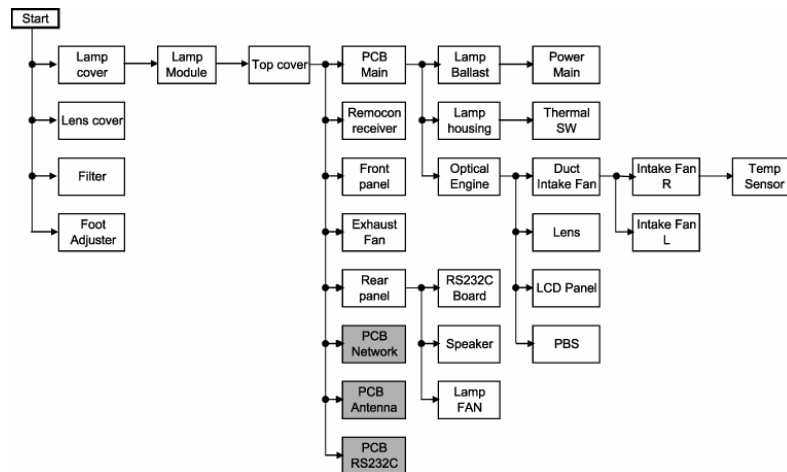 Start
Lamp
cover
Lamp
Module
Top cover
PCB
Main
Lamp
Ballast
Power
Main
Lens cover
Remocon
receiver
Lamp
housing
Thermal
SW
Filter
Front
panel
Optical
Engine
Duct
Intake Fan
Intake Fan
R
Temp
Sensor
Foot
Adjuster
Exhaust
Fan
Lens
Intake Fan
L
Rear
panel
RS232C
Board
LCD Panel
PCB
Network
Speaker
PBS
PCB
Antenna
Lamp
FAN
PCB
RS232C